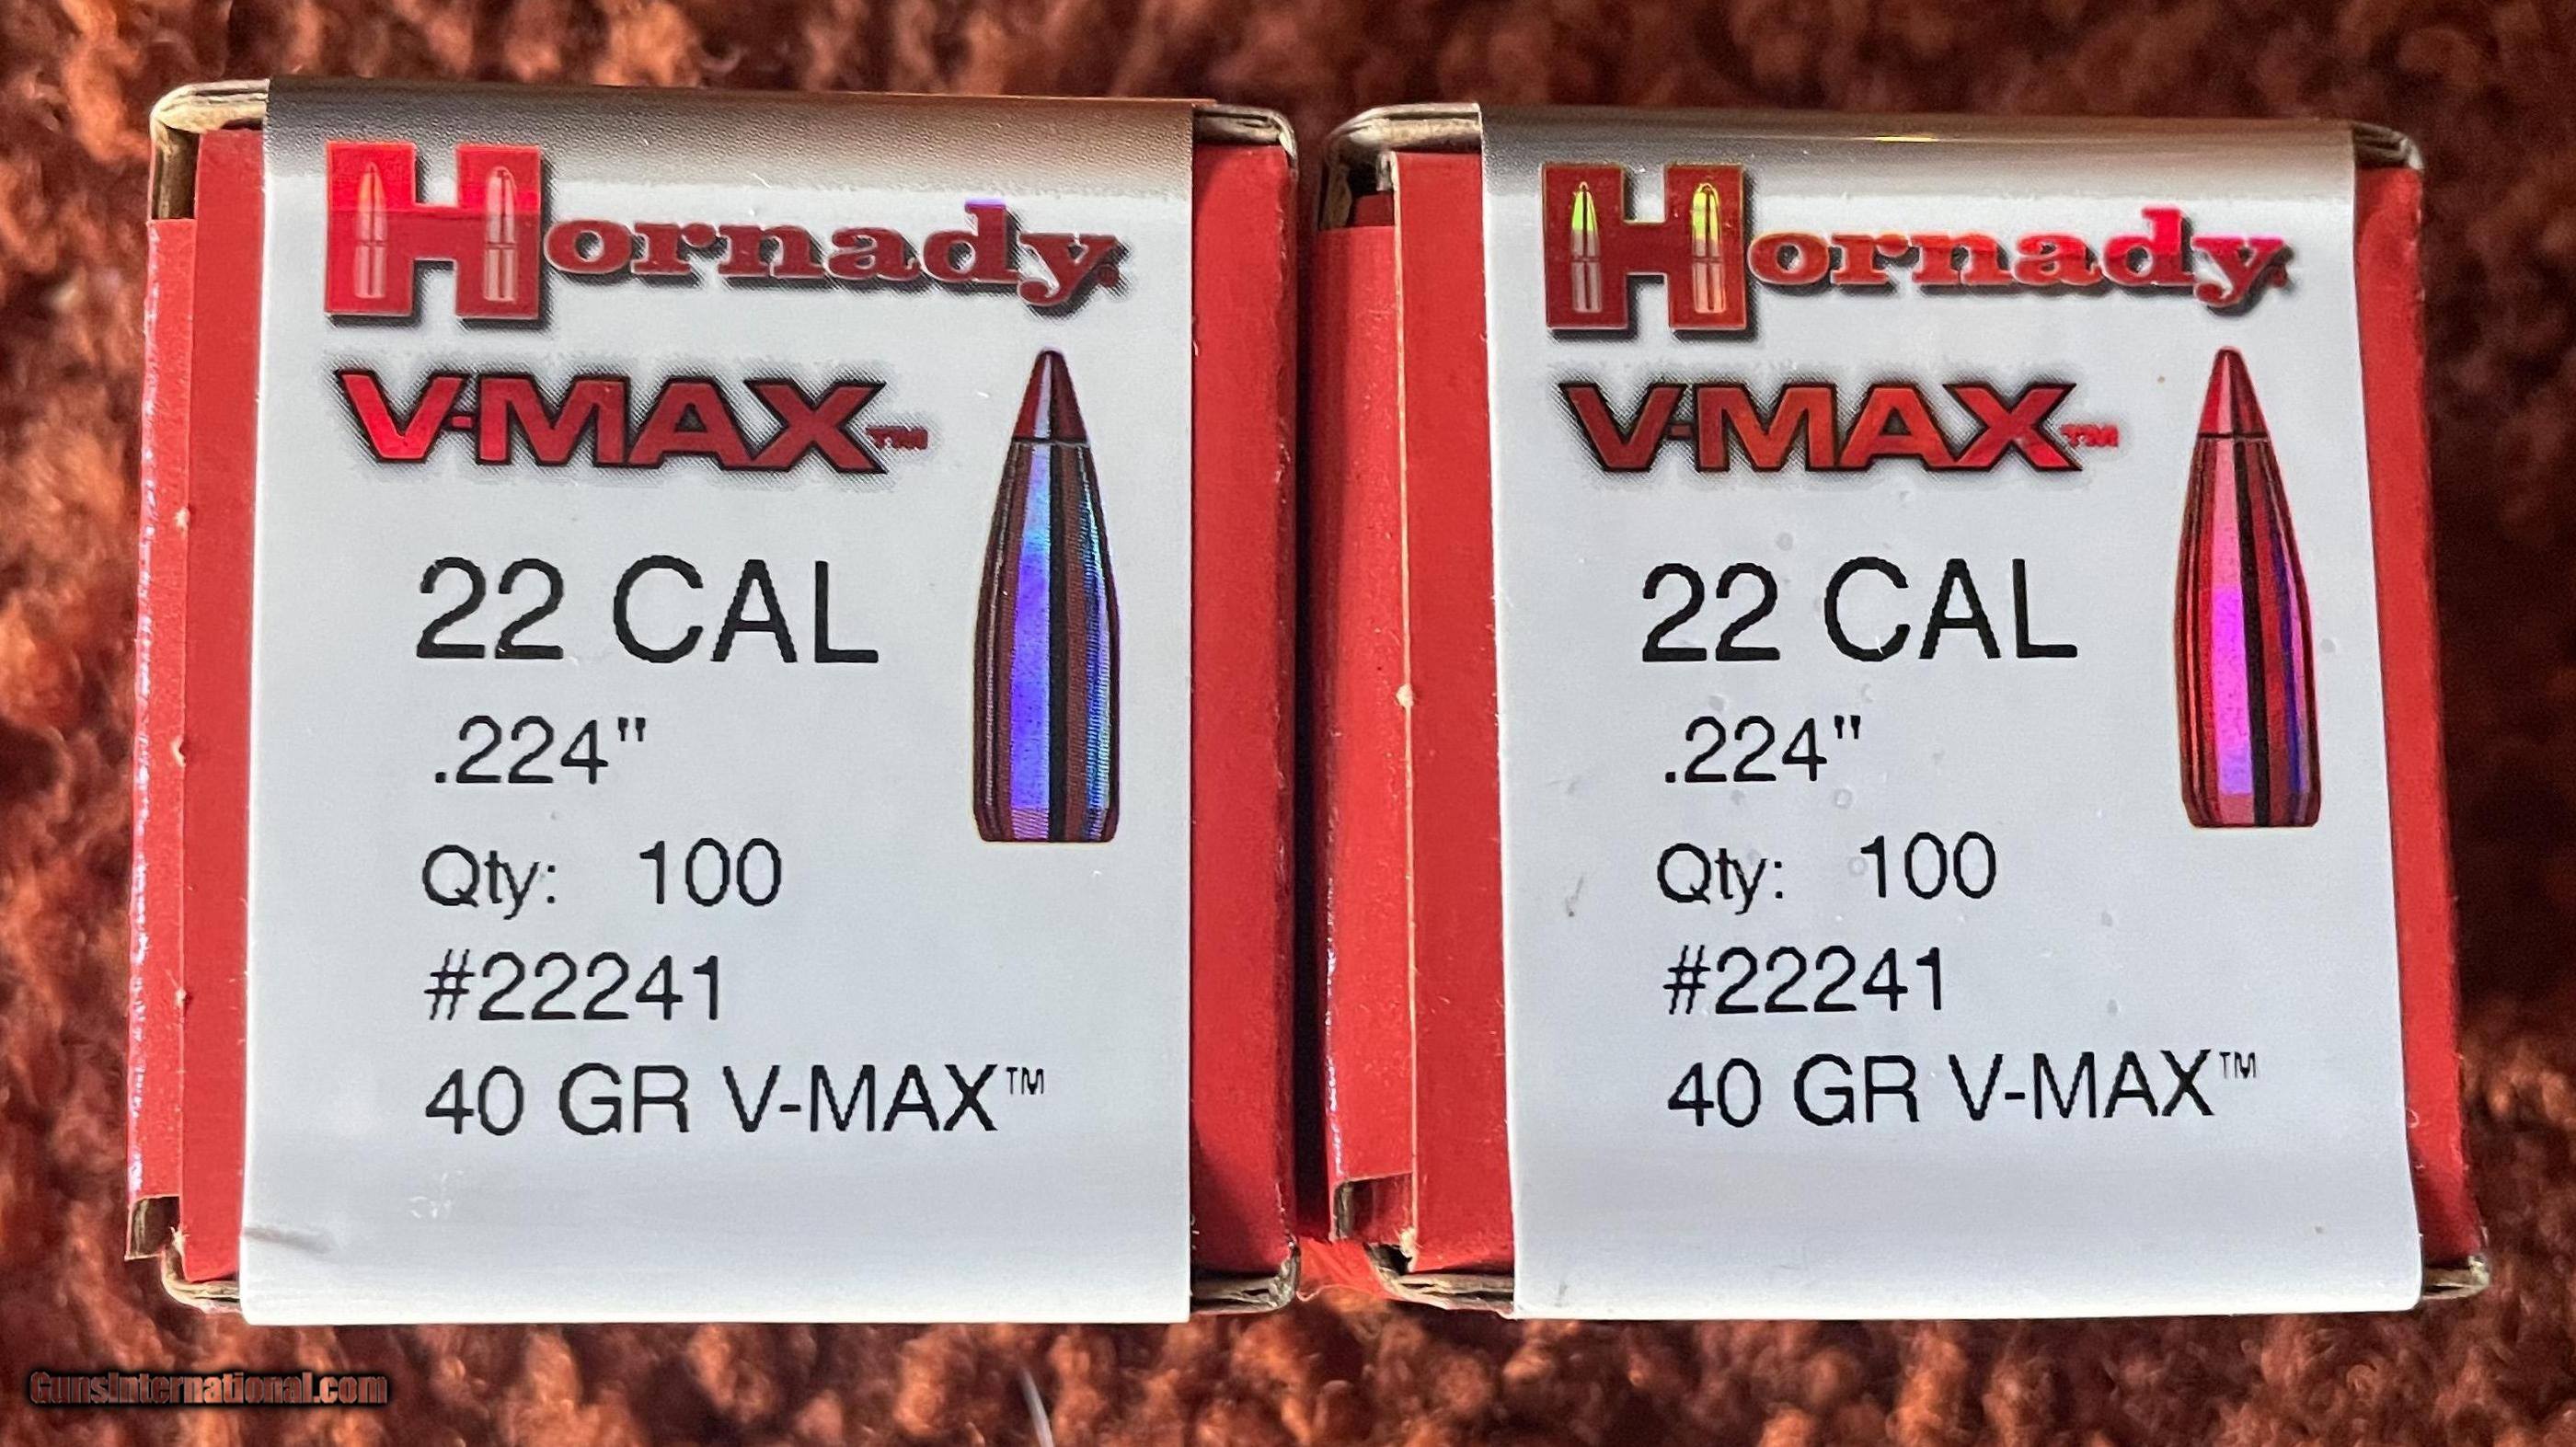 Hornady
V-MAX™
22 CAL
.224"
Qty: 100
#22241
40 GR V-MAX™
Hornady
V-MAX™
22 CAL
.224"
Qty: 100
#22241
40 GR V-MAX™
GunsInternational.com